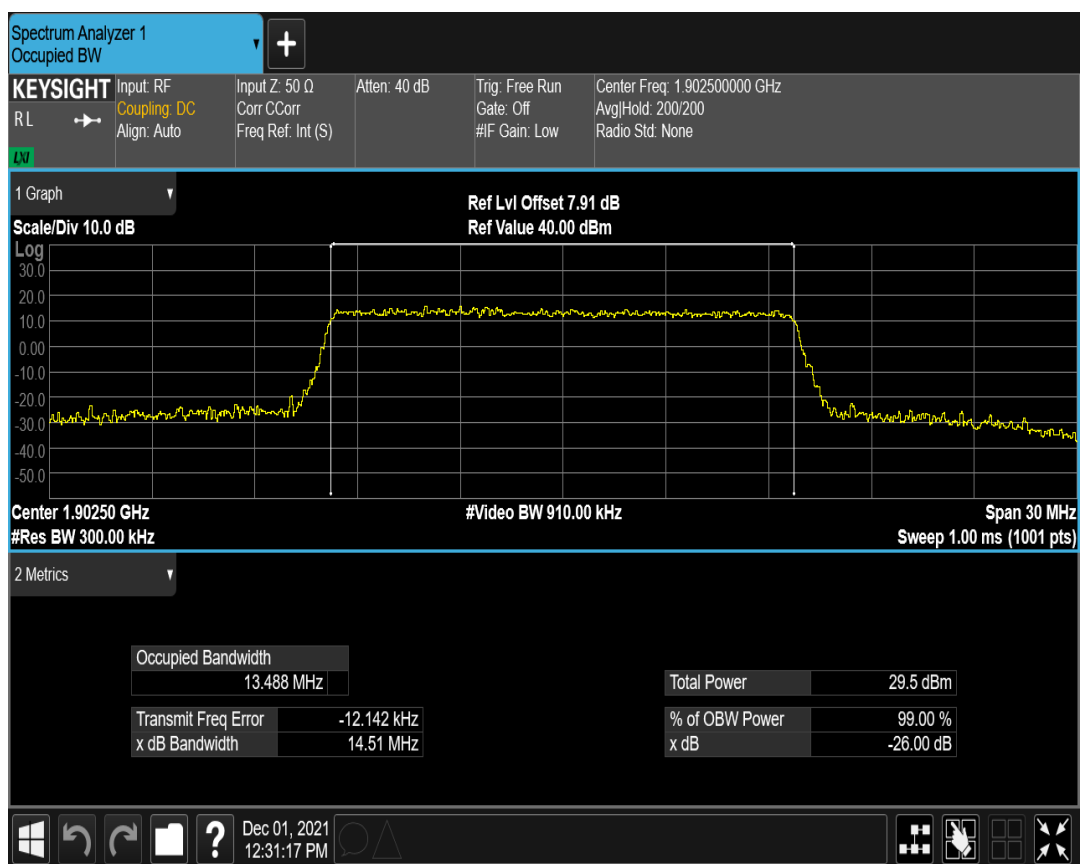 Spectrum Analyzer 1
Occupied BW
+
KEYSIGHT
R L
LXI
Input: RF
Coupling: DC
Align: Auto
Input Z: 50 Ω
Corr CCorr
Freq Ref: Int (S)
Atten: 40 dB
Trig: Free Run
Gate: Off
#IF Gain: Low
Center Freq: 1.902500000 GHz
Avg|Hold: 200/200
Radio Std: None
1 Graph
Ref Lvl Offset 7.91 dB
Scale/Div 10.0 dB
Ref Value 40.00 dBm
Log
30.0
20.0
10.0
0.00
-10.0
-20.0
-30.0
-40.0
-50.0
Center 1.90250 GHz
#Video BW 910.00 kHz
Span 30 MHz
#Res BW 300.00 kHz
Sweep 1.00 ms (1001 pts)
2 Metrics
Occupied Bandwidth
13.488 MHz
Total Power 29.5 dBm
Transmit Freq Error -12.142 kHz
% of OBW Power 99.00 %
x dB Bandwidth 14.51 MHz
x dB -26.00 dB
?
Dec 01, 2021
12:31:17 PM